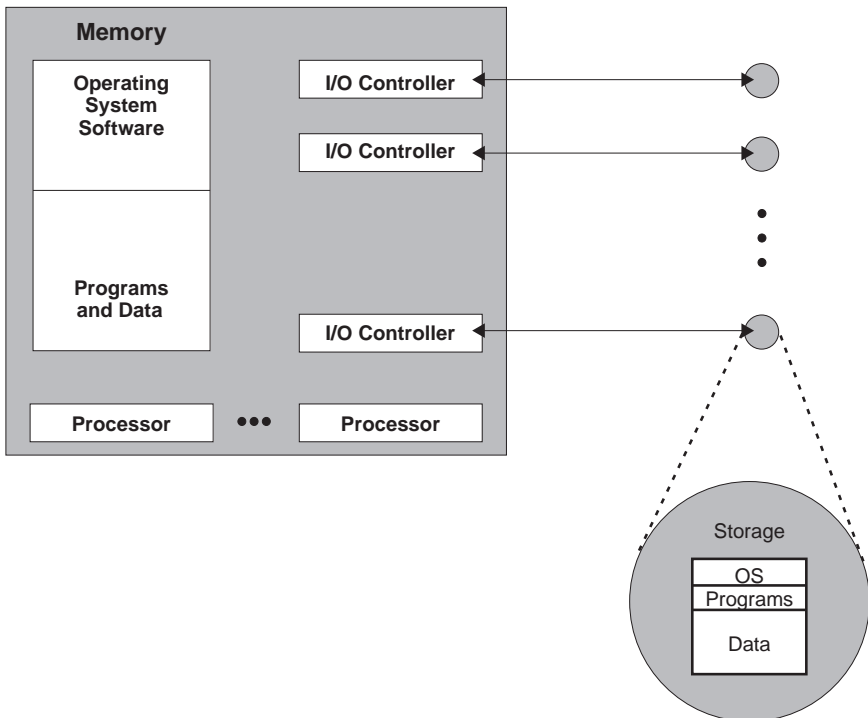 Memory
Operating
System
Software
I/O Controller
I/O Controller
Programs
and Data
I/O Controller
Processor
Processor
Storage
OS
Programs
Data